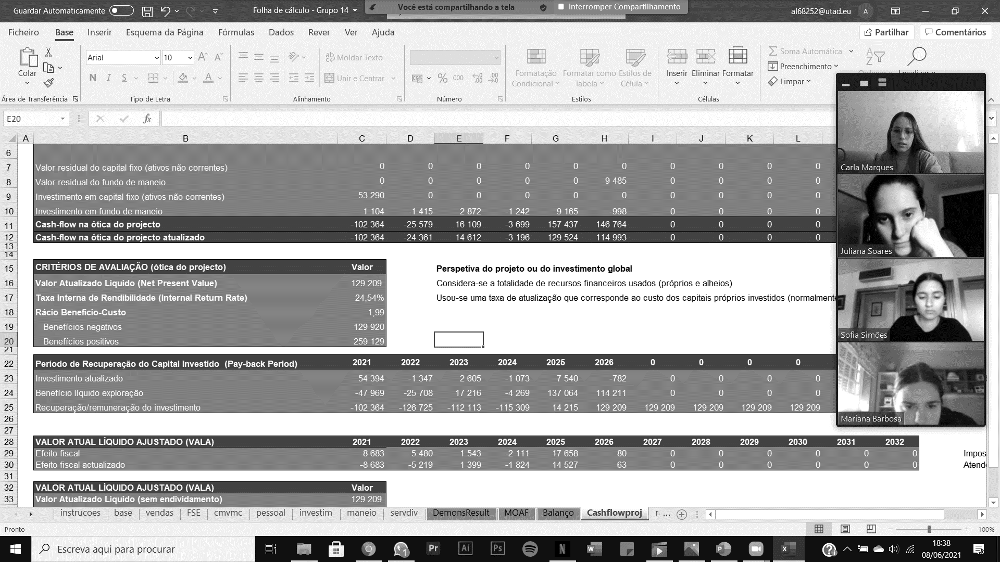 Guardar Automaticamente
Folha de cálculo - Grupo 14
Você está compartilhando a tela
Interromper Compartilhamento
al68252@utad.eu
A
Ficheiro Base Inserir Esquema da Página Fórmulas Dados Rever Ver Ajuda
Partilhar Comentários
Colar
Arial 10
N I S
Moldar Texto
Unir e Centrar
% 000
Formatação Condicional
Formatar como Tabela
Estilos de Célula
Inserir Eliminar Formatar
Soma Automática
Preenchimento
Limpar
Área de Transferência Tipo de Letra Alinhamento Número Estilos Células
E20 fx
A B C D E F G H I J K L
6
7 Valor residual do capital fixo (ativos não correntes) 0 0 0 0 0 0 0 0 0 0
8 Valor residual do fundo de maneio 0 0 0 0 0 9 485 0 0 0 0
9 Investimento em capital fixo (ativos não correntes) 53 290 0 0 0 0 0 0 0 0 0
10 Investimento em fundo de maneio 1 104 -1 415 2 872 -1 242 9 165 -998 0 0 0 0
11 Cash-flow na ótica do projecto -102 364 -25 579 16 109 -3 699 157 437 146 764 0 0 0 0
12 Cash-flow na ótica do projecto atualizado -102 364 -24 361 14 612 -3 196 129 524 114 993 0 0 0 0
13
14
15 CRITÉRIOS DE AVALIAÇÃO (ótica do projecto) Valor Perspetiva do projeto ou do investimento global
16 Valor Atualizado Líquido (Net Present Value) 129 209 Considera-se a totalidade de recursos financeiros usados (próprios e alheios)
17 Taxa Interna de Rendibilidade (Internal Return Rate) 24,54% Usou-se uma taxa de atualização que corresponde ao custo dos capitais próprios investidos (normalmente
18 Rácio Benefício-Custo 1,99
19 Benefícios negativos 129 920
20 Benefícios positivos 259 129
21
22 Período de Recuperação do Capital Investido (Pay-back Period) 2021 2022 2023 2024 2025 2026 0 0 0 0
23 Investimento atualizado 54 394 -1 347 2 605 -1 073 7 540 -782 0 0 0 0
24 Benefício líquido exploração -47 969 -25 708 17 216 -4 269 137 064 114 211 0 0 0 0
25 Recuperação/remuneração do investimento -102 364 -126 725 -112 113 -115 309 14 215 129 209 129 209 129 209 129 209 129 209
26
27
28 VALOR ATUAL LÍQUIDO AJUSTADO (VALA) 2021 2022 2023 2024 2025 2026 2027 2028 2029 2030 2031 2032
29 Efeito fiscal -8 683 -5 480 1 543 -2 111 17 658 80 0 0 0 0 0 0 Impos
30 Efeito fiscal actualizado -8 683 -5 219 1 399 -1 824 14 527 63 0 0 0 0 0 0 Atend
31
32 VALOR ATUAL LÍQUIDO AJUSTADO (VALA) Valor
33 Valor Atualizado Líquido (sem endividamento) 129 209
Carla Marques
Juliana Soares
Sofia Simões
Mariana Barbosa
instrucoes base vendas FSE cmvmc pessoal investim maneio servdiv DemonsResult MOAF Balanço Cashflowproj ...
Pronto
100%
Escreva aqui para procurar
1 Pr Ai Ps N W P X
18:38
08/06/2021